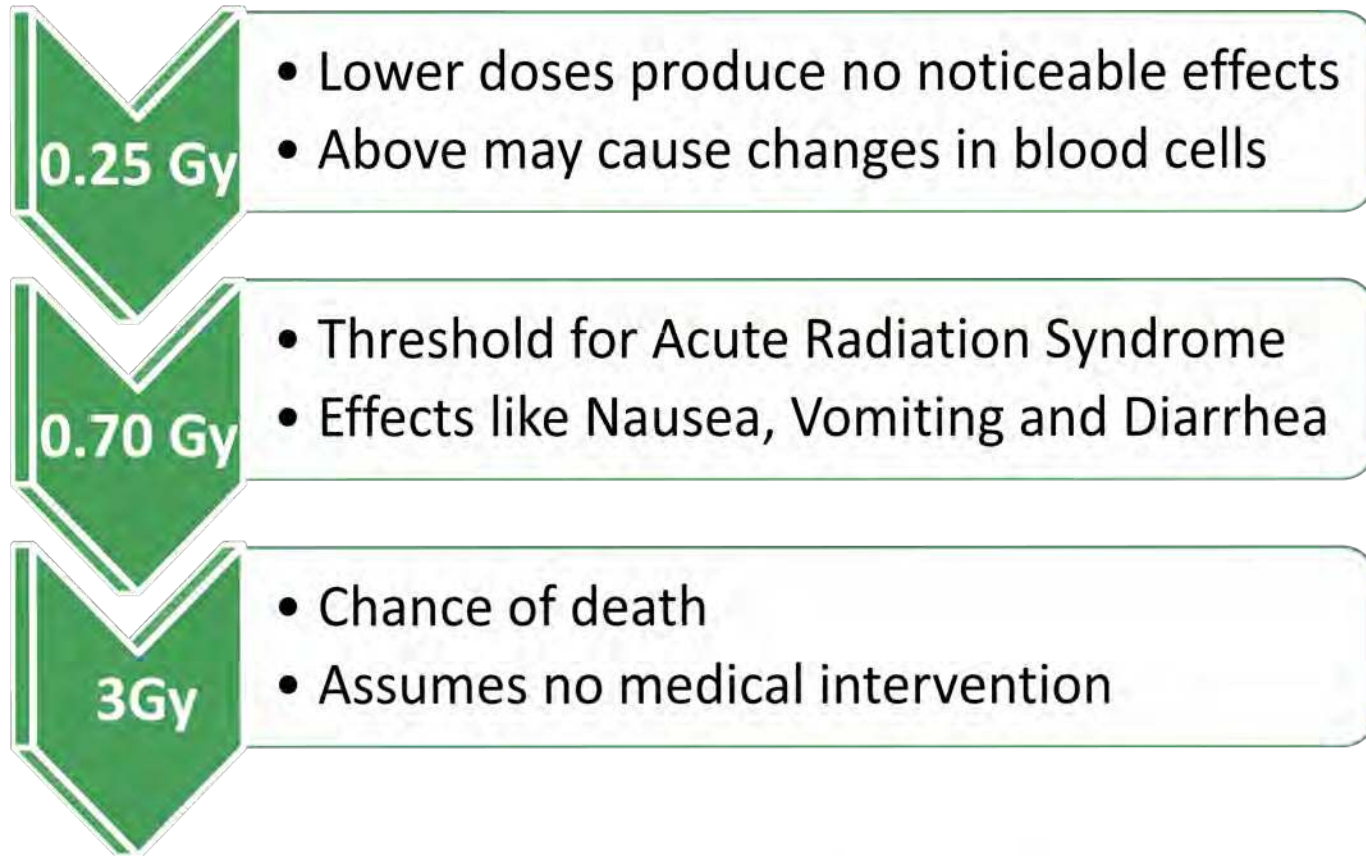 0.25 Gy
• Lower doses produce no noticeable effects
• Above may cause changes in blood cells
0.70 Gy
• Threshold for Acute Radiation Syndrome
• Effects like Nausea, Vomiting and Diarrhea
3Gy
• Chance of death
• Assumes no medical intervention